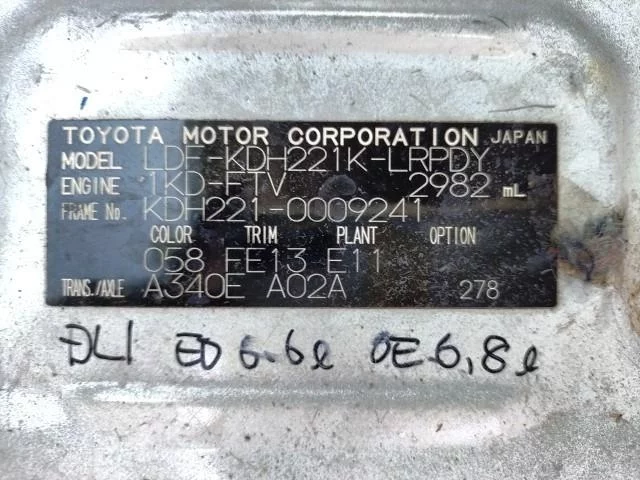 TOYOTA MOTOR CORPORATION JAPAN
MODEL LDF-KDH221K-LRPDY
ENGINE 1KD-FTV 2982 mL
FRAME No. KDH221-0009241
COLOR TRIM PLANT OPTION
058 FE13 E11
TRANS./AXLE A340E A02A 278
DL1 EO 6.6ℓ OE 6,8ℓ